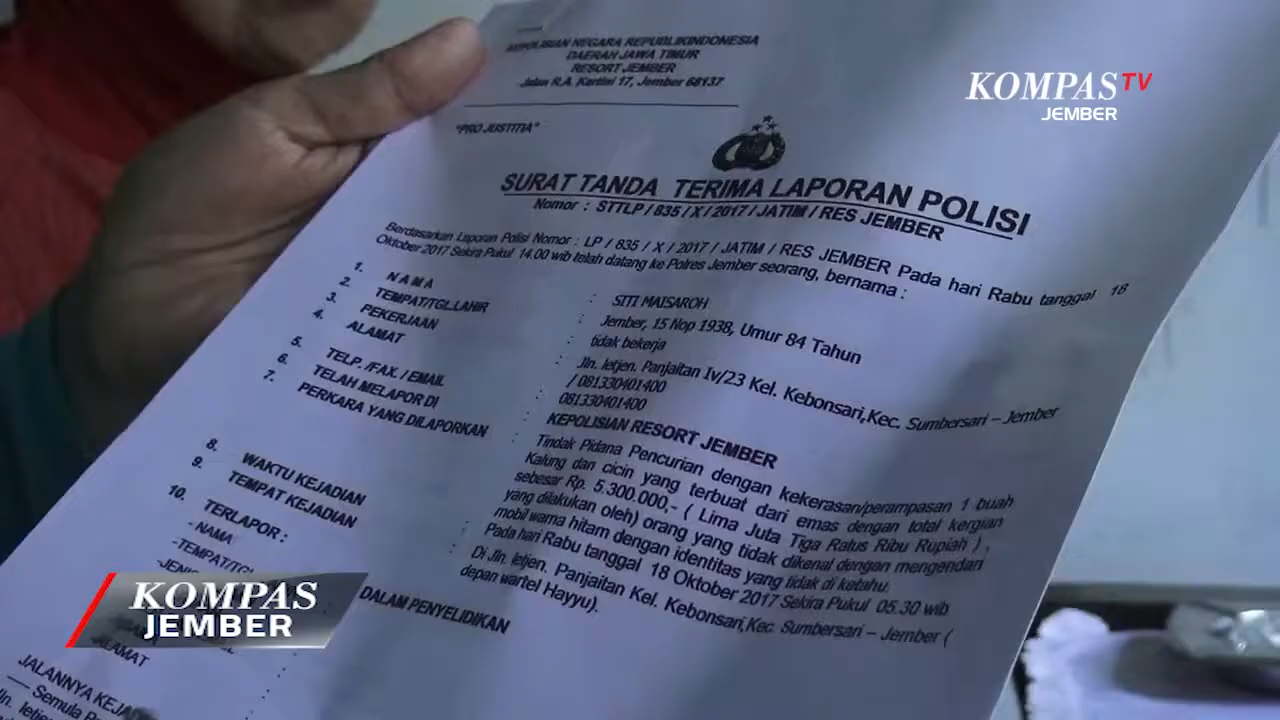 KEPOLISIAN NEGARA REPUBLIKINDONESIA
DAERAH JAWA TIMUR
RESORT JEMBER
Jalan R.A. Kartini 17, Jember 68137
"PRO JUSTITIA"
KOMPAS TV
JEMBER
SURAT TANDA TERIMA LAPORAN POLISI
Nomor : STTLP / 835 / X / 2017 / JATIM / RES JEMBER
Berdasarkan Laporan Polisi Nomor : LP / 835 / X / 2017 / JATIM / RES JEMBER Pada hari Rabu tanggal 18
Oktober 2017 Sekira Pukul 14.00 wib telah datang ke Polres Jember seorang, bernama :
1. N A M A : SITI MAISAROH
2. TEMPAT/TGL.LAHIR : Jember, 15 Nop 1938, Umur 84 Tahun
3. PEKERJAAN : tidak bekerja
4. ALAMAT : Jln. letjen. Panjaitan Iv/23 Kel. Kebonsari,Kec. Sumbersari – Jember
/ 081330401400
5. TELP. /FAX. / EMAIL : 081330401400
6. TELAH MELAPOR DI : KEPOLISIAN RESORT JEMBER
7. PERKARA YANG DILAPORKAN : Tindak Pidana Pencurian dengan kekerasan/perampasan 1 buah
Kalung dan cicin yang terbuat dari emas dengan total kergian
sebesar Rp. 5.300.000,- ( Lima Juta Tiga Ratus Ribu Rupiah ) ,
yang dilakukan oleh) orang yang tidak dikenal dengan mengendari
mobil warna hitam dengan identitas yang tidak di ketahu.
8. WAKTU KEJADIAN : Pada hari Rabu tanggal 18 Oktober 2017 Sekira Pukul 05.30 wib
9. TEMPAT KEJADIAN : Di Jln. letjen, Panjaitan Kel. Kebonsari,Kec. Sumbersari – Jember (
depan wartel Hayyu).
10. TERLAPOR :
- NAMA
-TEMPAT/TGL
DALAM PENYELIDIKAN
-ALAMAT
JALANNYA
— Semula
KOMPAS
JEMBER